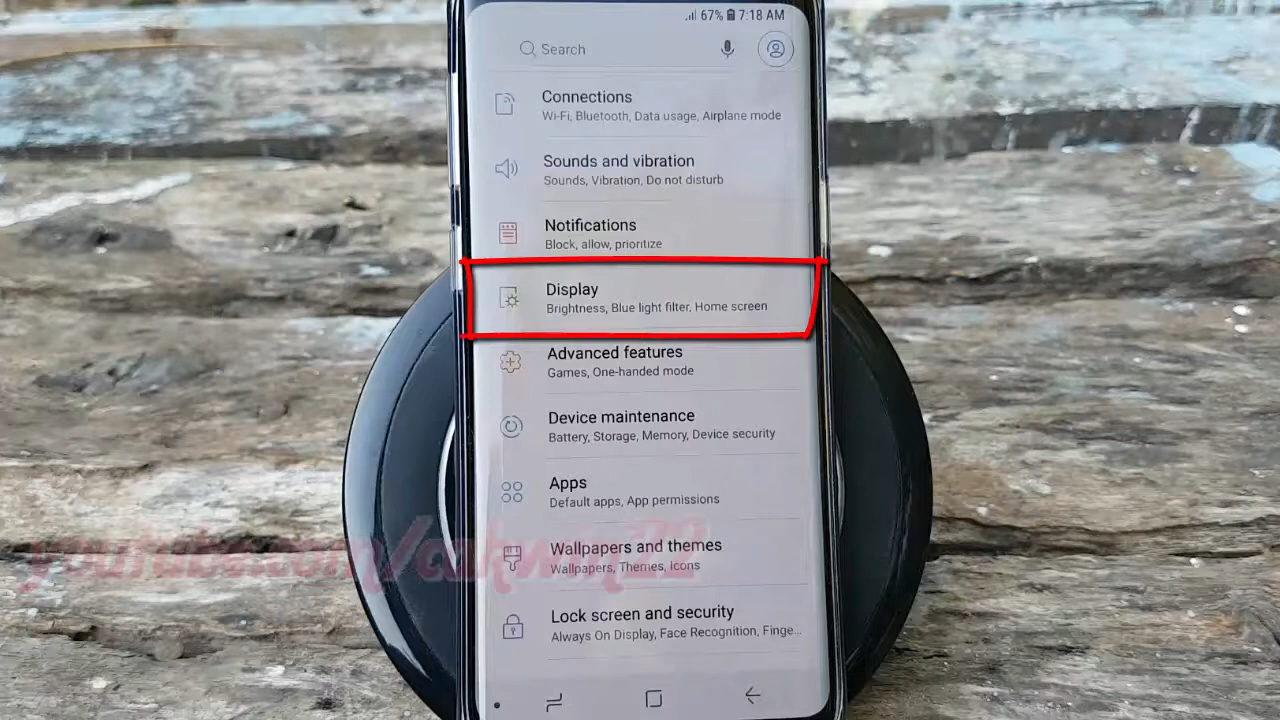 67% 7:18 AM
Search
Connections
Wi-Fi, Bluetooth, Data usage, Airplane mode
Sounds and vibration
Sounds, Vibration, Do not disturb
Notifications
Block, allow, prioritize
Display
Brightness, Blue light filter, Home screen
Advanced features
Games, One-handed mode
Device maintenance
Battery, Storage, Memory, Device security
Apps
Default apps, App permissions
youtube.com/cakwin22
Wallpapers and themes
Wallpapers, Themes, Icons
Lock screen and security
Always On Display, Face Recognition, Finge...